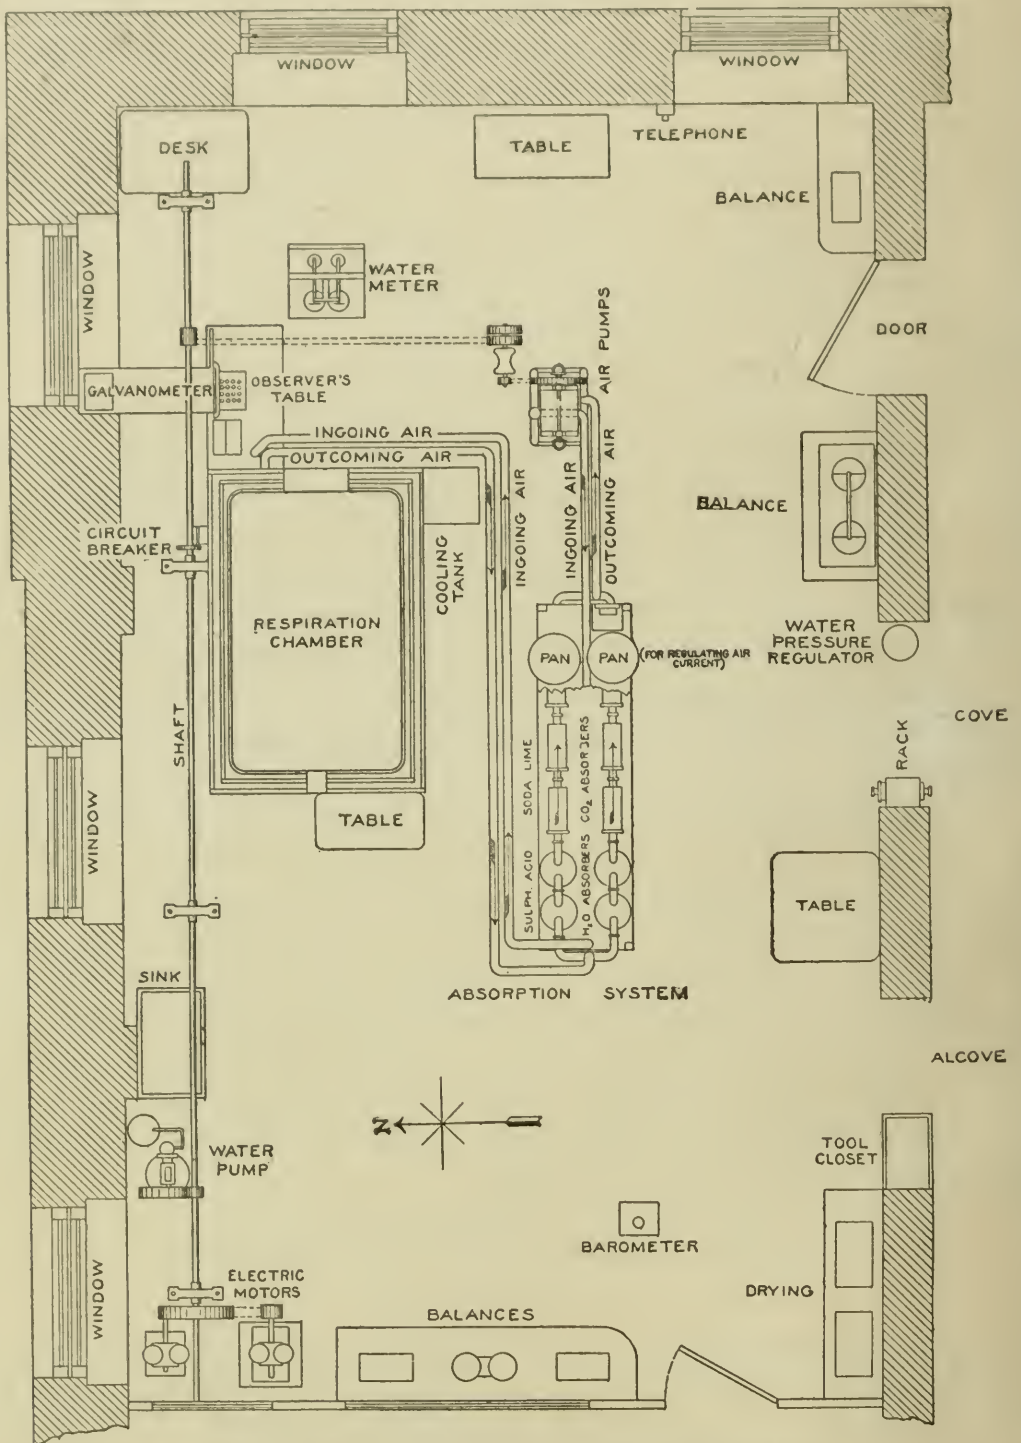 WINDOW
WINDOW
DESK
TABLE
TELEPHONE
BALANCE
WINDOW
WATER
METER
AIR PUMPS
DOOR
GALVANOMETER
OBSERVER'S
TABLE
INGOING AIR
OUTCOMING AIR
INGOING AIR
INGOING AIR
OUTCOMING AIR
BALANCE
CIRCUIT
BREAKER
COOLING
TANK
RESPIRATION
CHAMBER
WATER
PRESSURE
REGULATOR
PAN
PAN
(FOR REGULATING AIR
CURRENT)
SHAFT
COVE
RACK
SODA LIME
CO2 ABSORBERS
WINDOW
TABLE
SULPH. ACID
H2O ABSORBERS
TABLE
SINK
ABSORPTION SYSTEM
ALCOVE
N
WATER
PUMP
TOOL
CLOSET
BAROMETER
WINDOW
ELECTRIC
MOTORS
DRYING
BALANCES